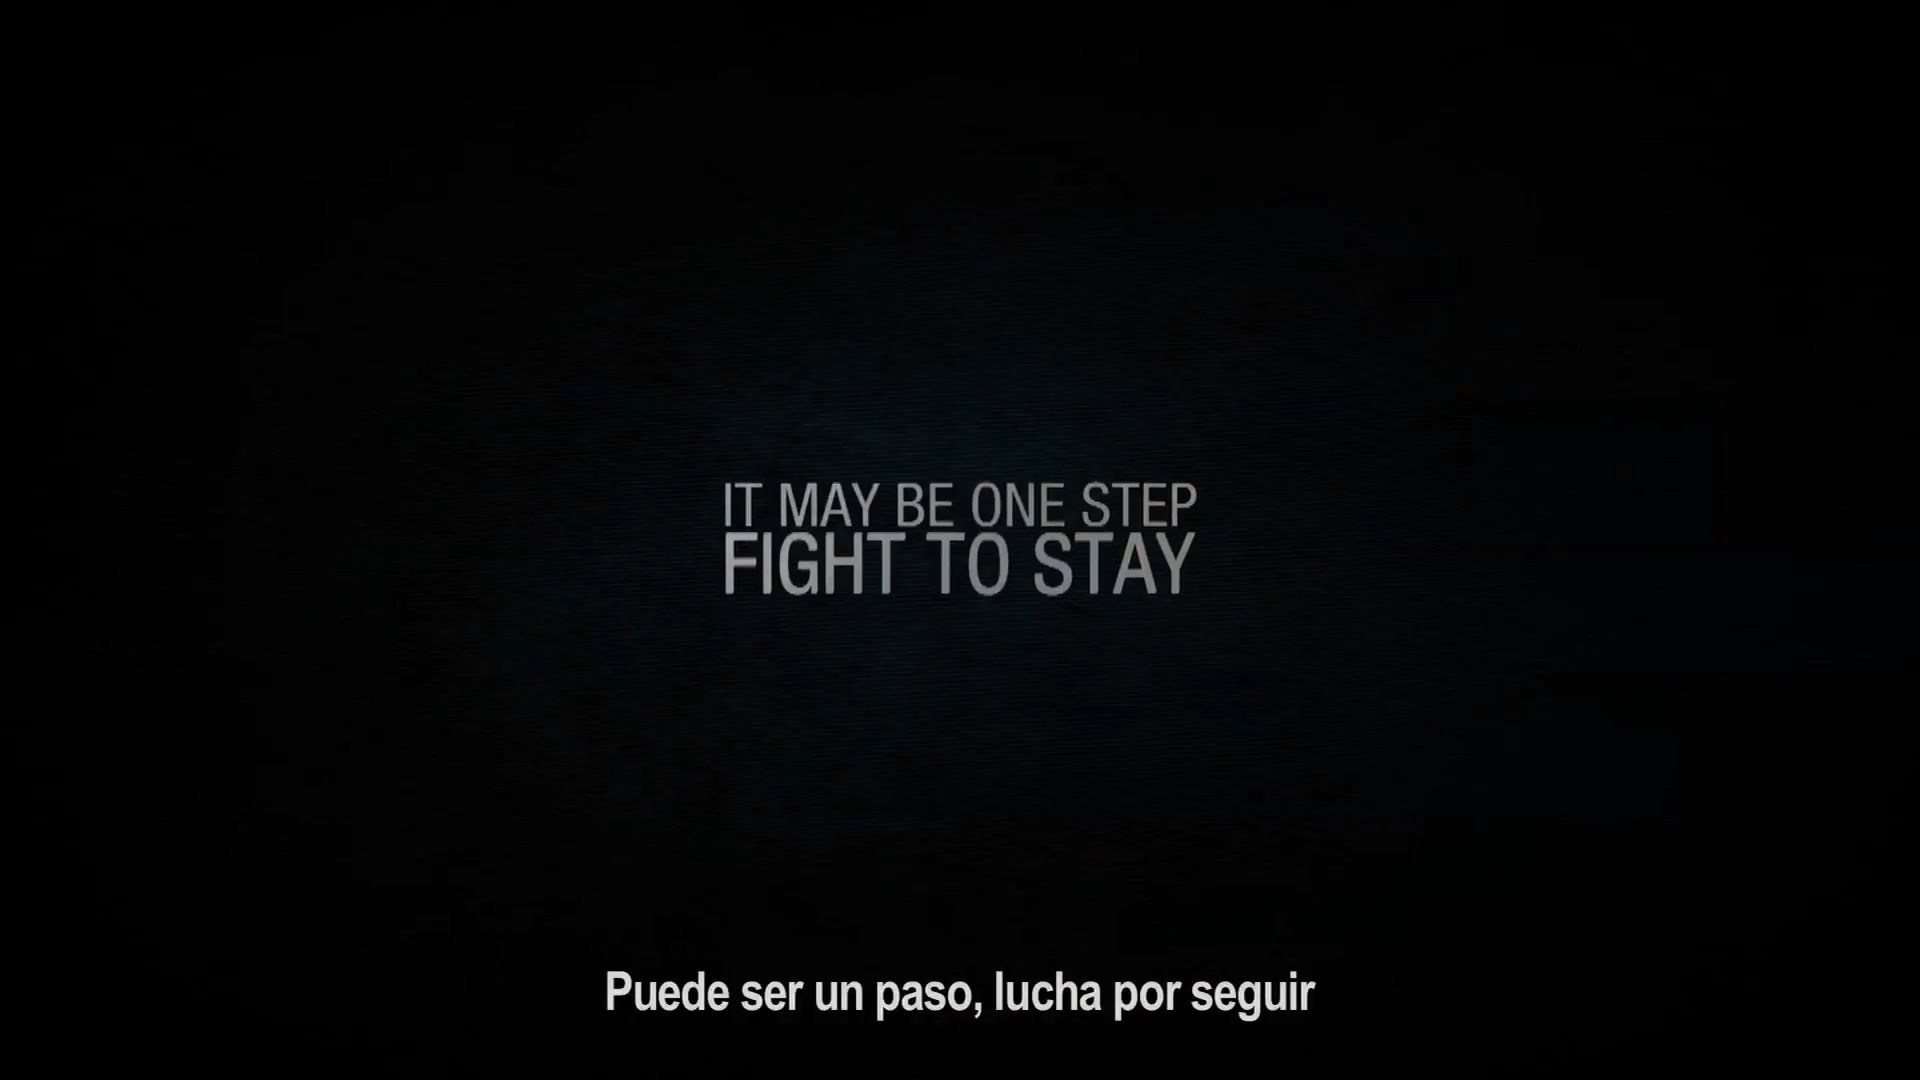 IT MAY BE ONE STEP
FIGHT TO STAY
Puede ser un paso, lucha por seguir